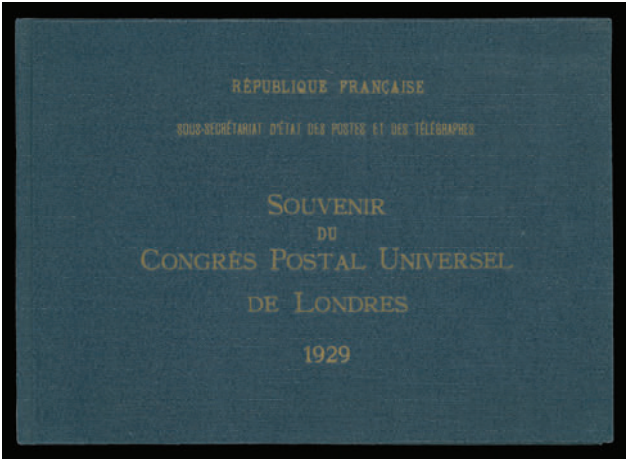 RÉPUBLIQUE FRANÇAISE
SOUS-SECRÉTARIAT D'ÉTAT DES POSTES ET DES TÉLÉGRAPHES
SOUVENIR
DU
CONGRÈS POSTAL UNIVERSEL
DE LONDRES
1929